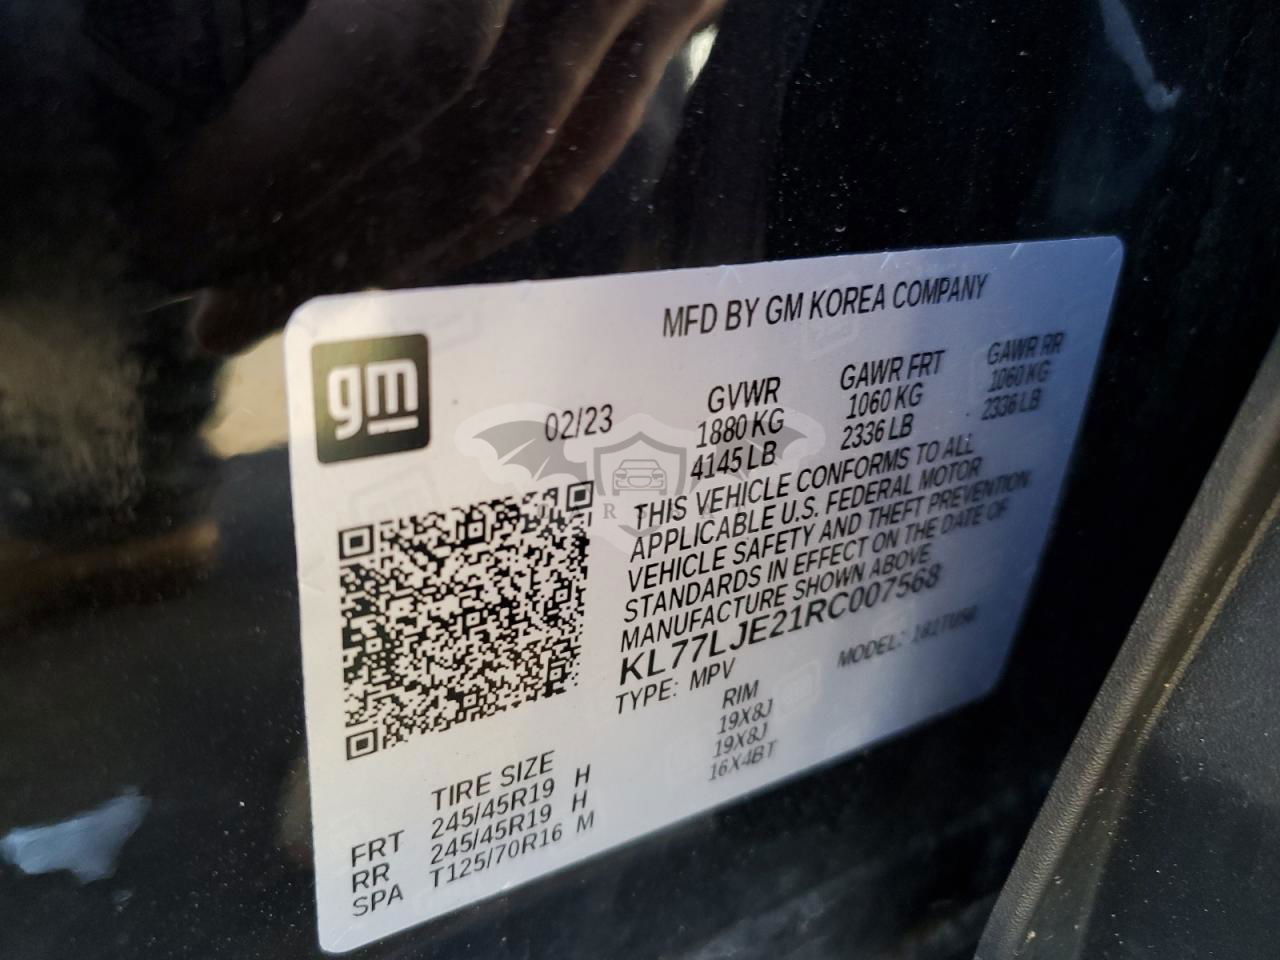 MFD BY GM KOREA COMPANY
gm
02/23
GVWR GAWR FRT GAWR RR
1880 KG 1060 KG 1060 KG
4145 LB 2336 LB 2336 LB
THIS VEHICLE CONFORMS TO ALL
APPLICABLE U.S. FEDERAL MOTOR
VEHICLE SAFETY AND THEFT PREVENTION
STANDARDS IN EFFECT ON THE DATE OF
MANUFACTURE SHOWN ABOVE
KL77LJE21RC007568
TYPE: MPV MODEL:
TIRE SIZE RIM
FRT 245/45R19 H 19X8J
RR 245/45R19 H 19X8J
SPA T125/70R16 M 16X4BT